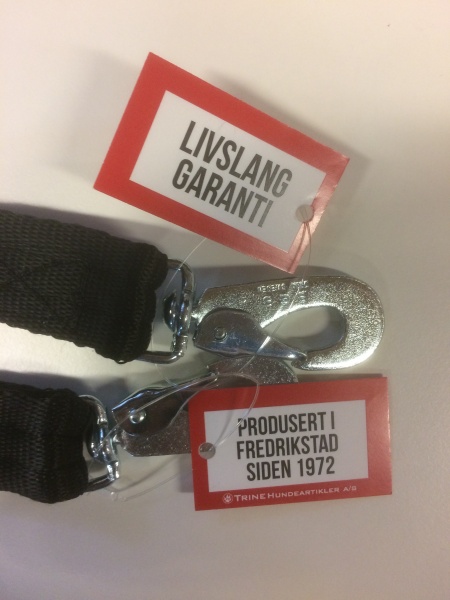 LIVSLANG
GARANTI
PRODUSERT I
FREDRIKSTAD
SIDEN 1972
TRINE HUNDEARTIKLER A/S